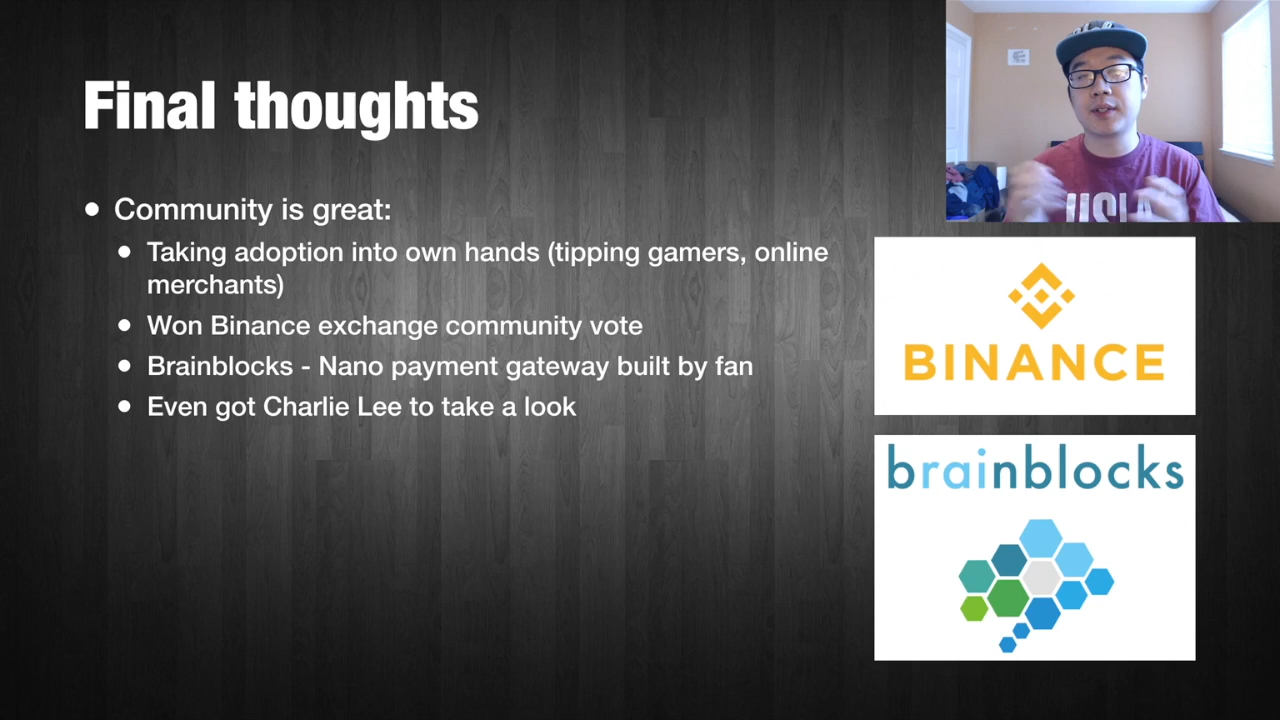 Final thoughts
• Community is great:
• Taking adoption into own hands (tipping gamers, online
merchants)
• Won Binance exchange community vote
• Brainblocks - Nano payment gateway built by fan
• Even got Charlie Lee to take a look
BINANCE
brainblocks